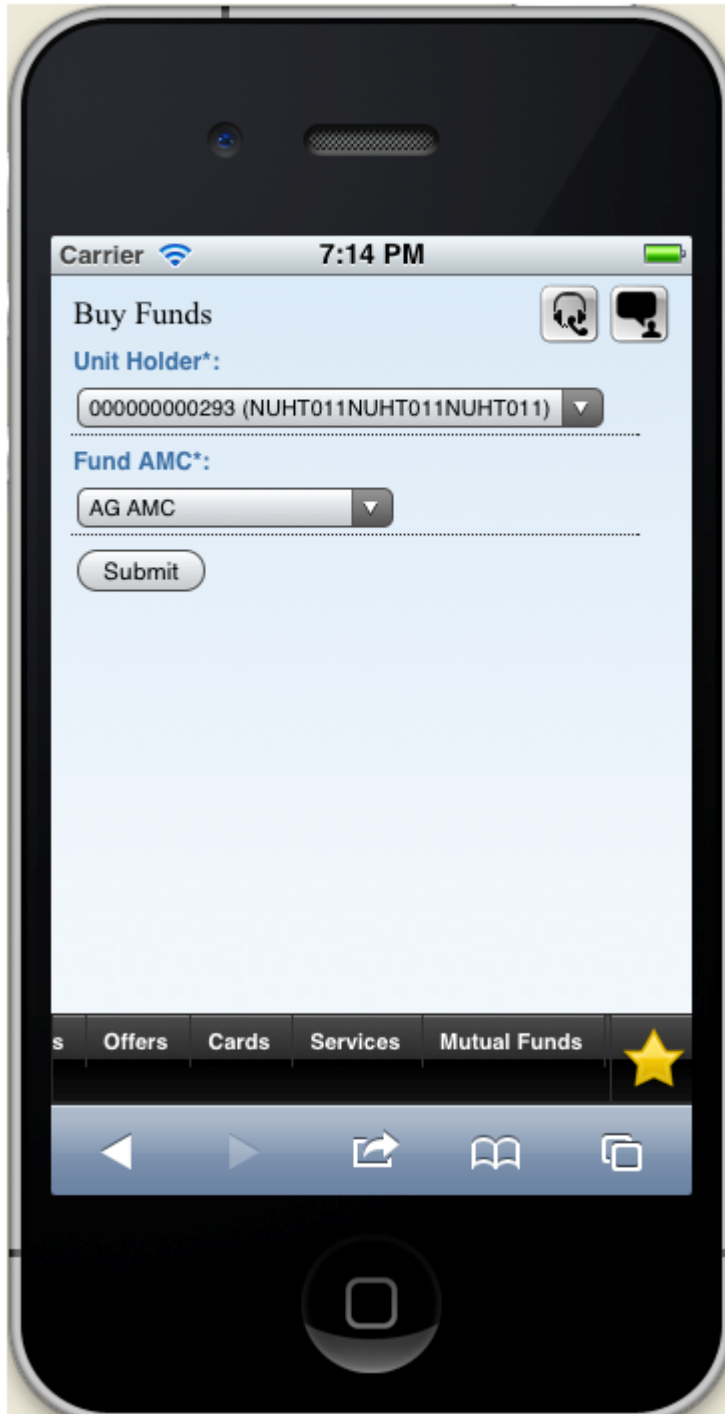 Carrier 7:14 PM
Buy Funds
Unit Holder*:
000000000293 (NUHT011NUHT011NUHT011)
Fund AMC*:
AG AMC
Submit
s Offers Cards Services Mutual Funds